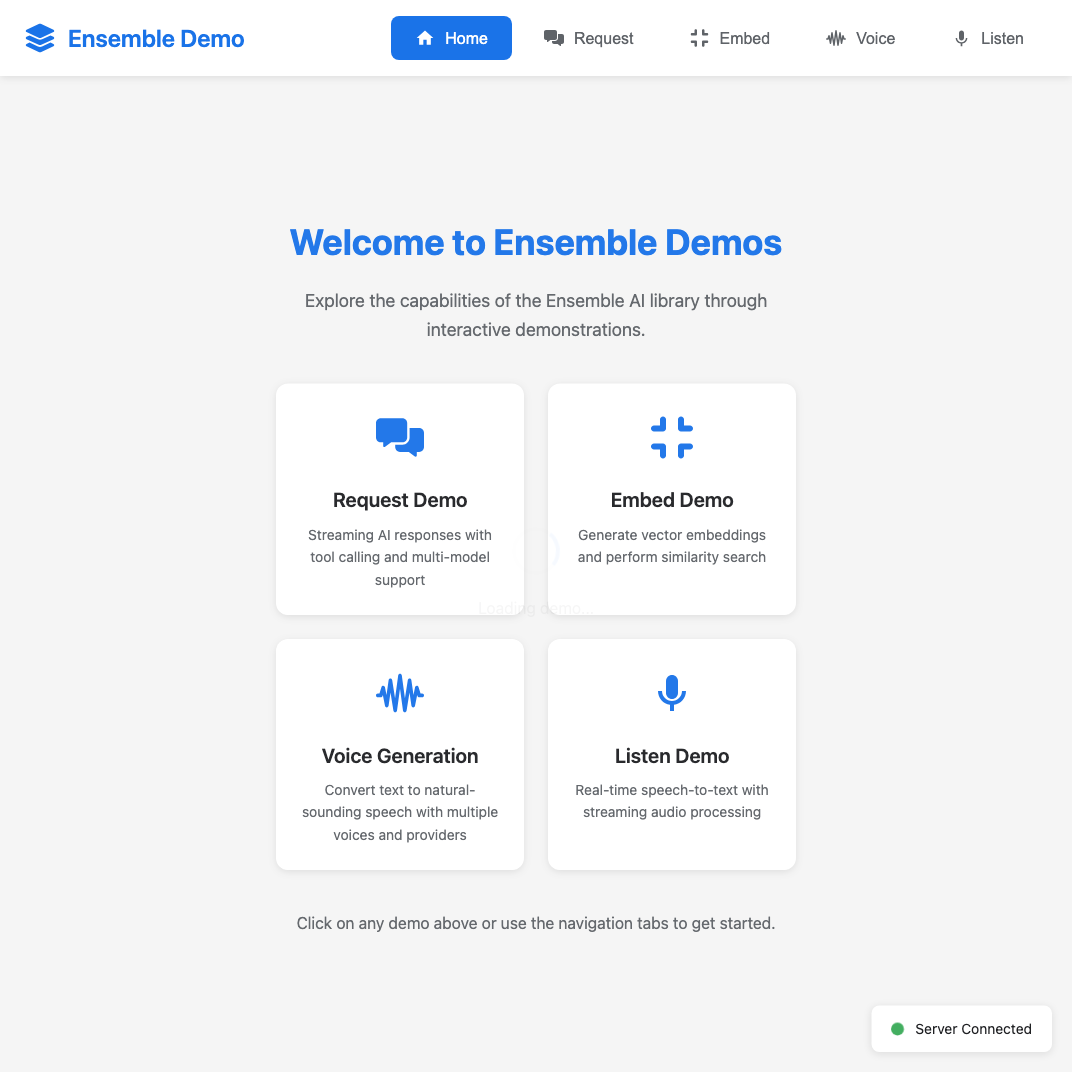 Ensemble Demo
Home
Request
Embed
Voice
Listen
Welcome to Ensemble Demos
Explore the capabilities of the Ensemble AI library through
interactive demonstrations.
Request Demo
Streaming AI responses with
tool calling and multi-model
support
Embed Demo
Generate vector embeddings
and perform similarity search
Loading demo...
Voice Generation
Convert text to natural-
sounding speech with multiple
voices and providers
Listen Demo
Real-time speech-to-text with
streaming audio processing
Click on any demo above or use the navigation tabs to get started.
Server Connected